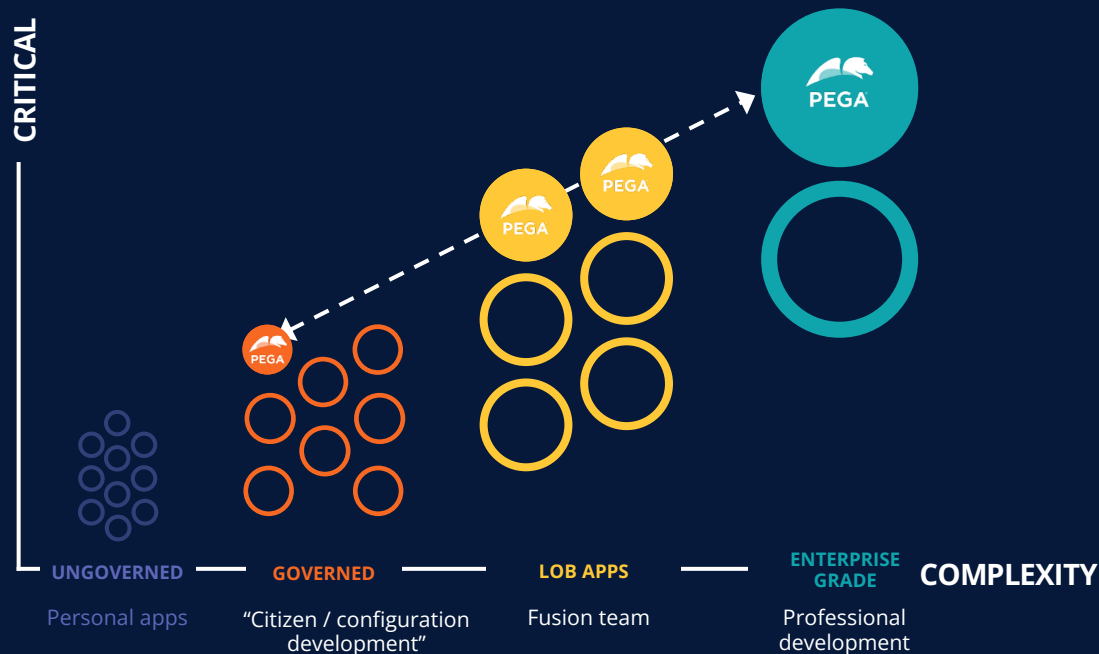 CRITICAL
PEGA
PEGA
PEGA
PEGA
UNGOVERNED
Personal apps
GOVERNED
“Citizen / configuration
development”
LOB APPS
Fusion team
ENTERPRISE
GRADE
Professional
development
COMPLEXITY